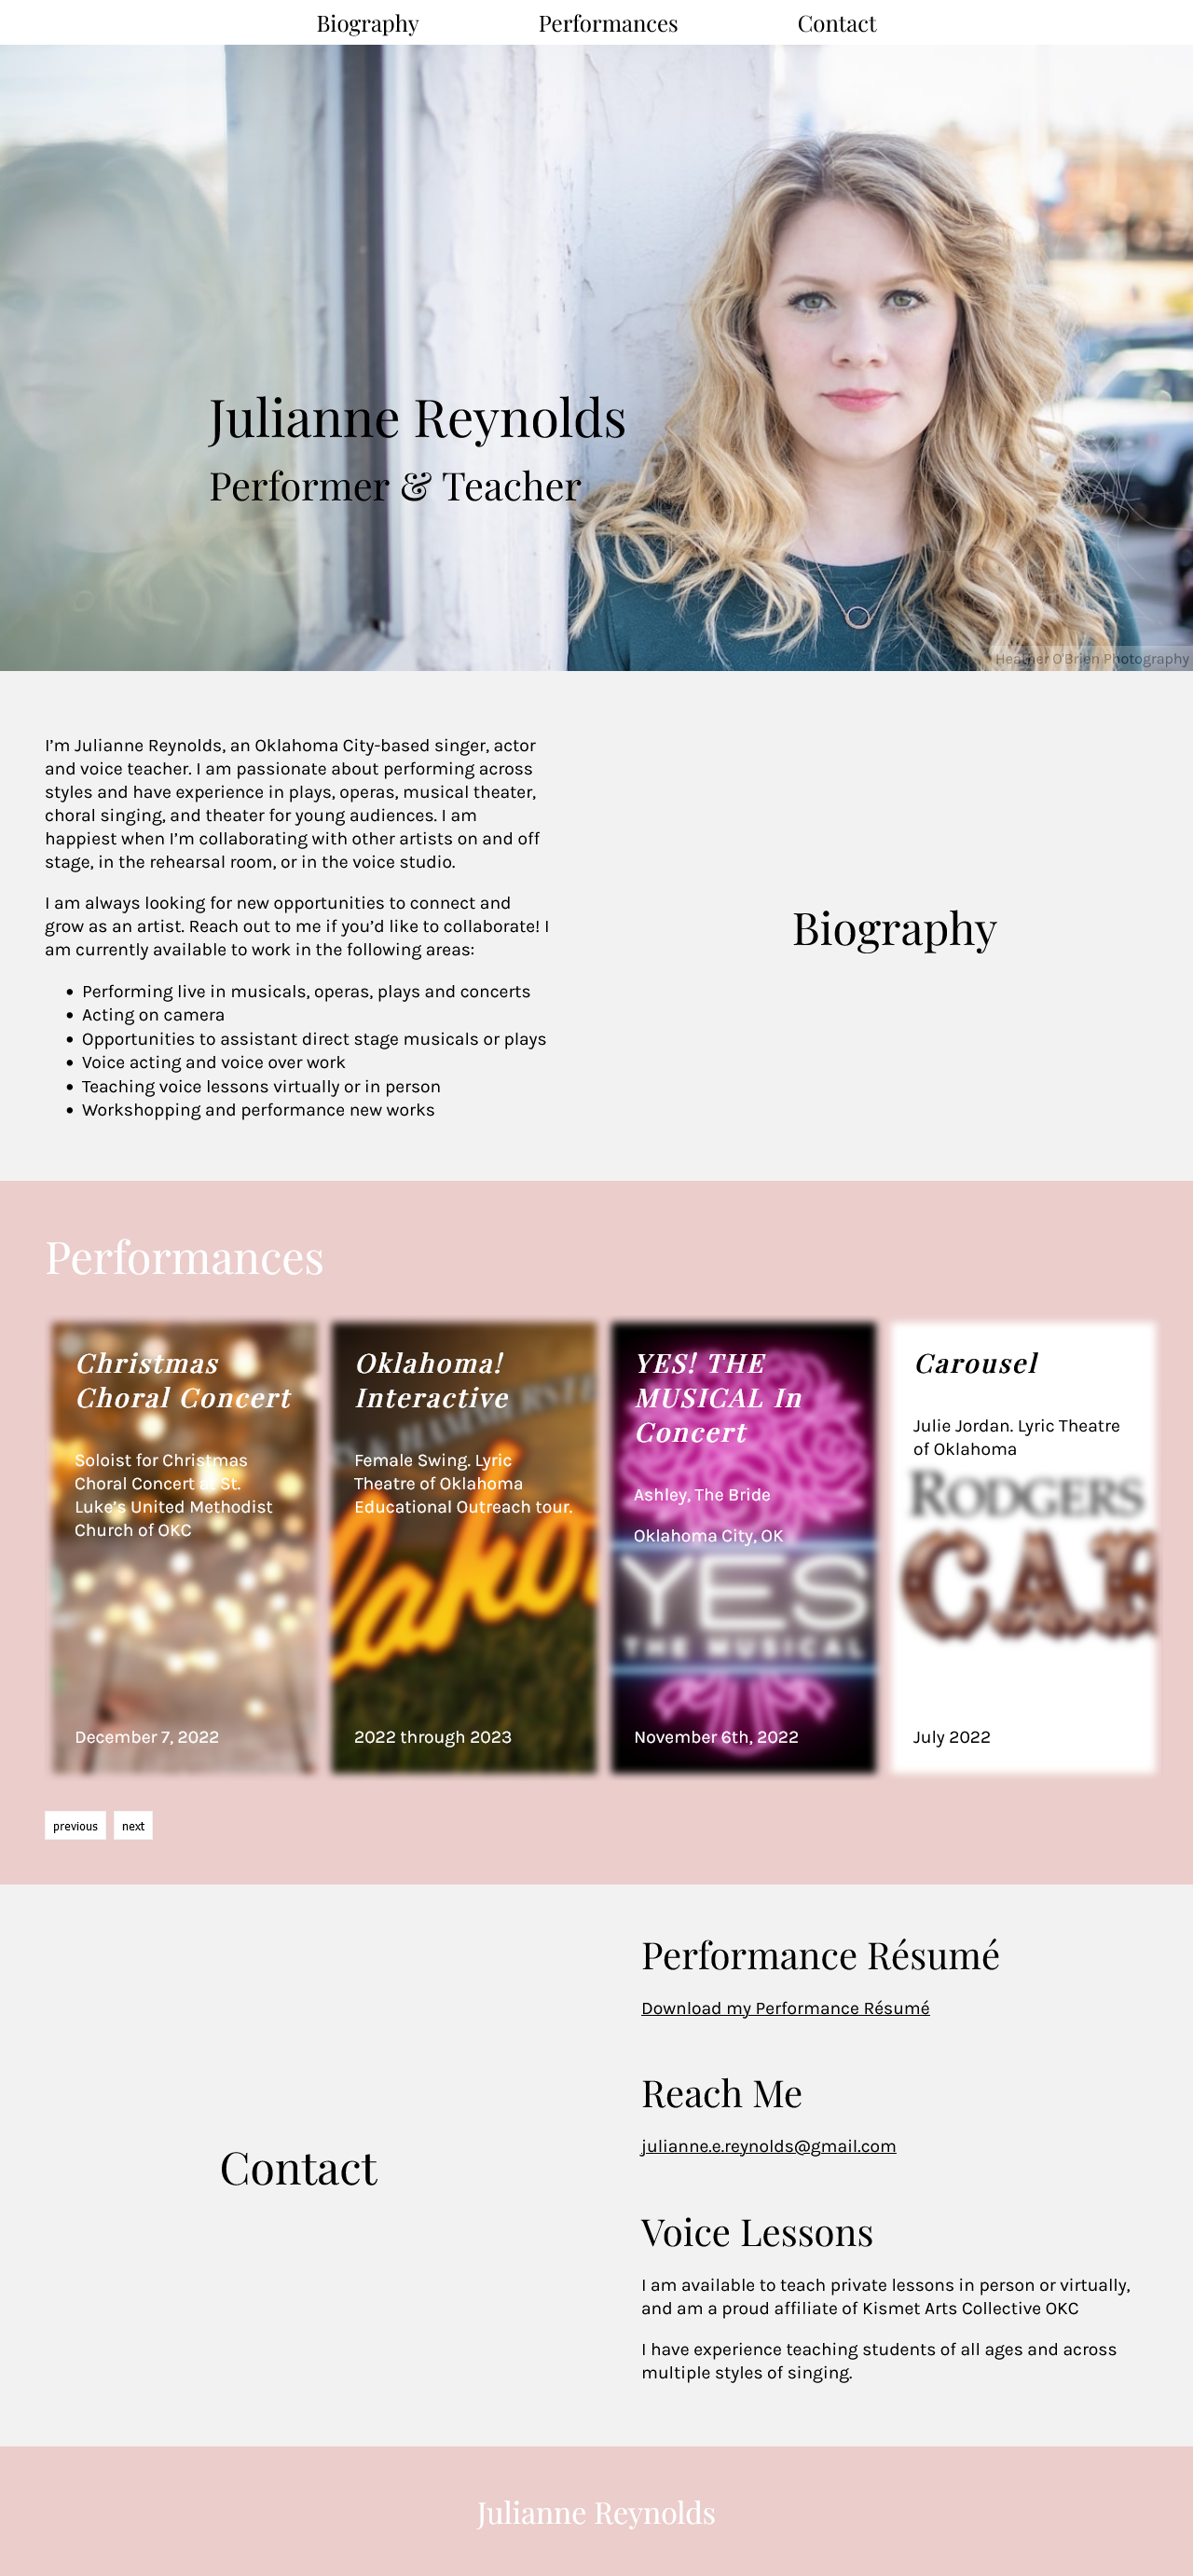 Biography Performances Contact
Julianne Reynolds
Performer & Teacher
Heather O'Brien Photography
I’m Julianne Reynolds, an Oklahoma City-based singer, actor
and voice teacher. I am passionate about performing across
styles and have experience in plays, operas, musical theater,
choral singing, and theater for young audiences. I am
happiest when I’m collaborating with other artists on and off
stage, in the rehearsal room, or in the voice studio.
I am always looking for new opportunities to connect and
grow as an artist. Reach out to me if you’d like to collaborate! I
am currently available to work in the following areas:
• Performing live in musicals, operas, plays and concerts
• Acting on camera
• Opportunities to assistant direct stage musicals or plays
• Voice acting and voice over work
• Teaching voice lessons virtually or in person
• Workshopping and performance new works
Biography
Performances
Christmas
Choral Concert
Soloist for Christmas
Choral Concert at St.
Luke’s United Methodist
Church of OKC
December 7, 2022
Oklahoma!
Interactive
Female Swing. Lyric
Theatre of Oklahoma
Educational Outreach tour.
2022 through 2023
YES! THE
MUSICAL In
Concert
Ashley, The Bride
Oklahoma City, OK
YES
THE MUSICAL
November 6th, 2022
Carousel
Julie Jordan. Lyric Theatre
of Oklahoma
RODGERS
July 2022
previous next
Contact
Performance Résumé
Download my Performance Résumé
Reach Me
julianne.e.reynolds@gmail.com
Voice Lessons
I am available to teach private lessons in person or virtually,
and am a proud affiliate of Kismet Arts Collective OKC
I have experience teaching students of all ages and across
multiple styles of singing.
Julianne Reynolds